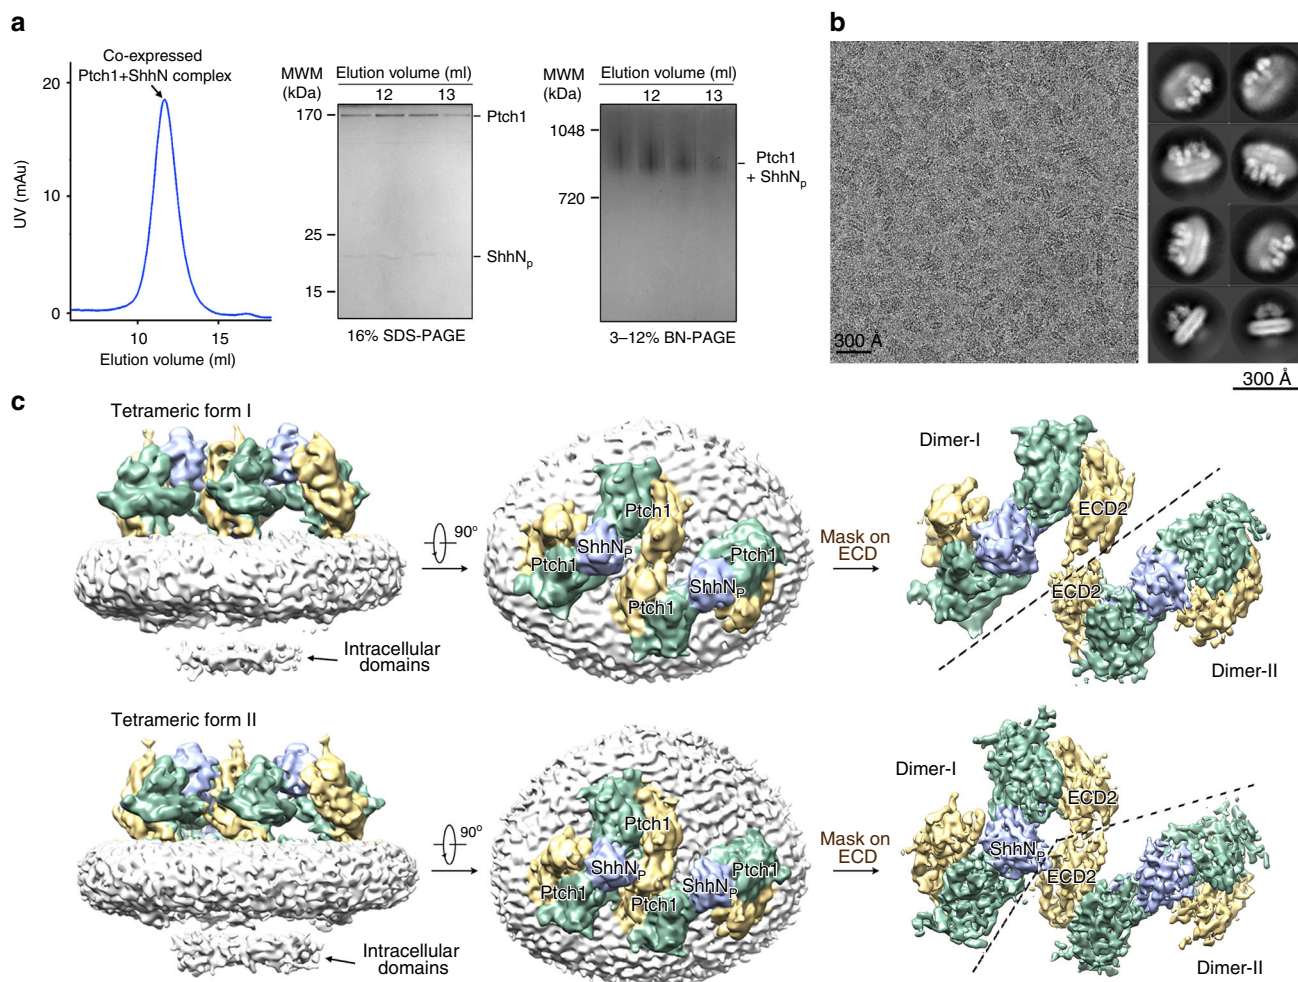 a
Co-expressed
Ptch1+ShhN complex
20
10
0
UV (mAu)
10
15
Elution volume (ml)
MWM
(kDa)
Elution volume (ml)
12
13
170
25
15
Ptch1
ShhNp
16% SDS-PAGE
MWM
(kDa)
Elution volume (ml)
12
13
1048
720
Ptch1
+ ShhNp
3–12% BN-PAGE
b
300 Å
300 Å
c
Tetrameric form I
Intracellular
domains
90°
Ptch1
ShhNP
Ptch1
Ptch1
ShhNP
Ptch1
Mask on
ECD
Dimer-I
ECD2
ECD2
Dimer-II
Tetrameric form II
Intracellular
domains
90°
Ptch1
ShhNP
Ptch1
Ptch1
ShhNP
Ptch1
Mask on
ECD
Dimer-I
ECD2
ShhNP
ECD2
Dimer-II